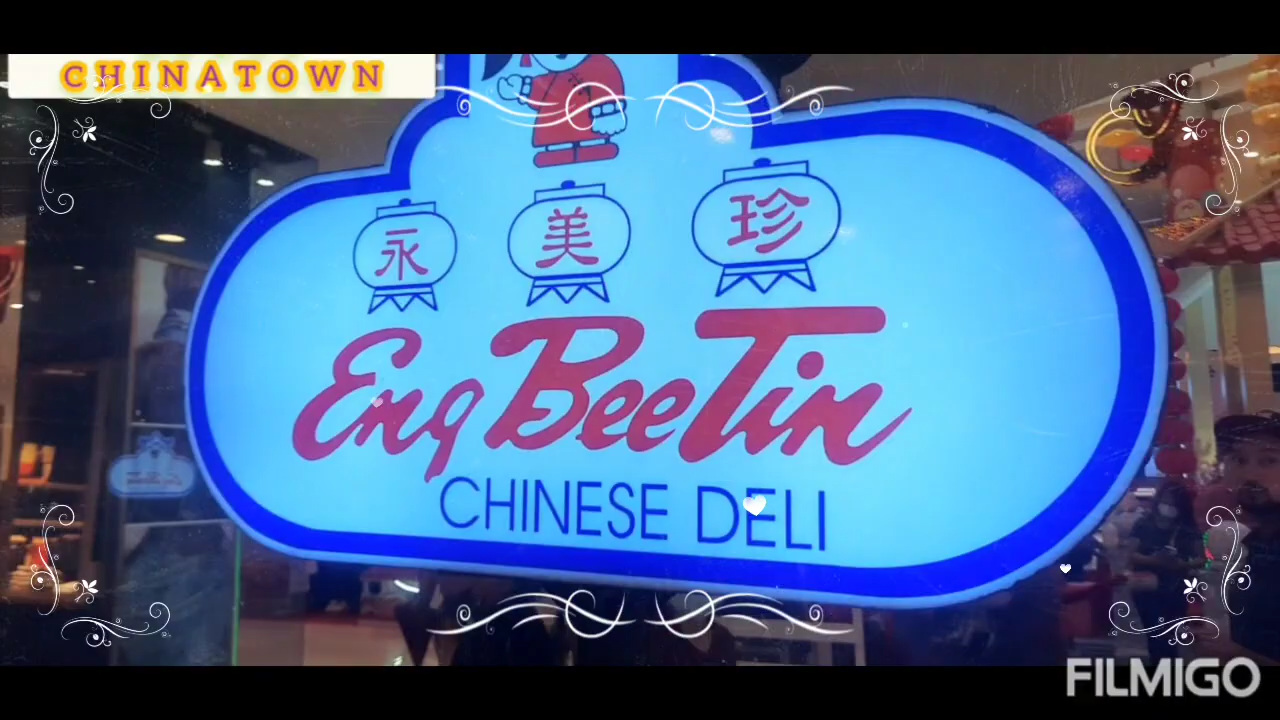 CHINATOWN
永 美 珍
Eng Bee Tin
CHINESE DELI
FILMIGO